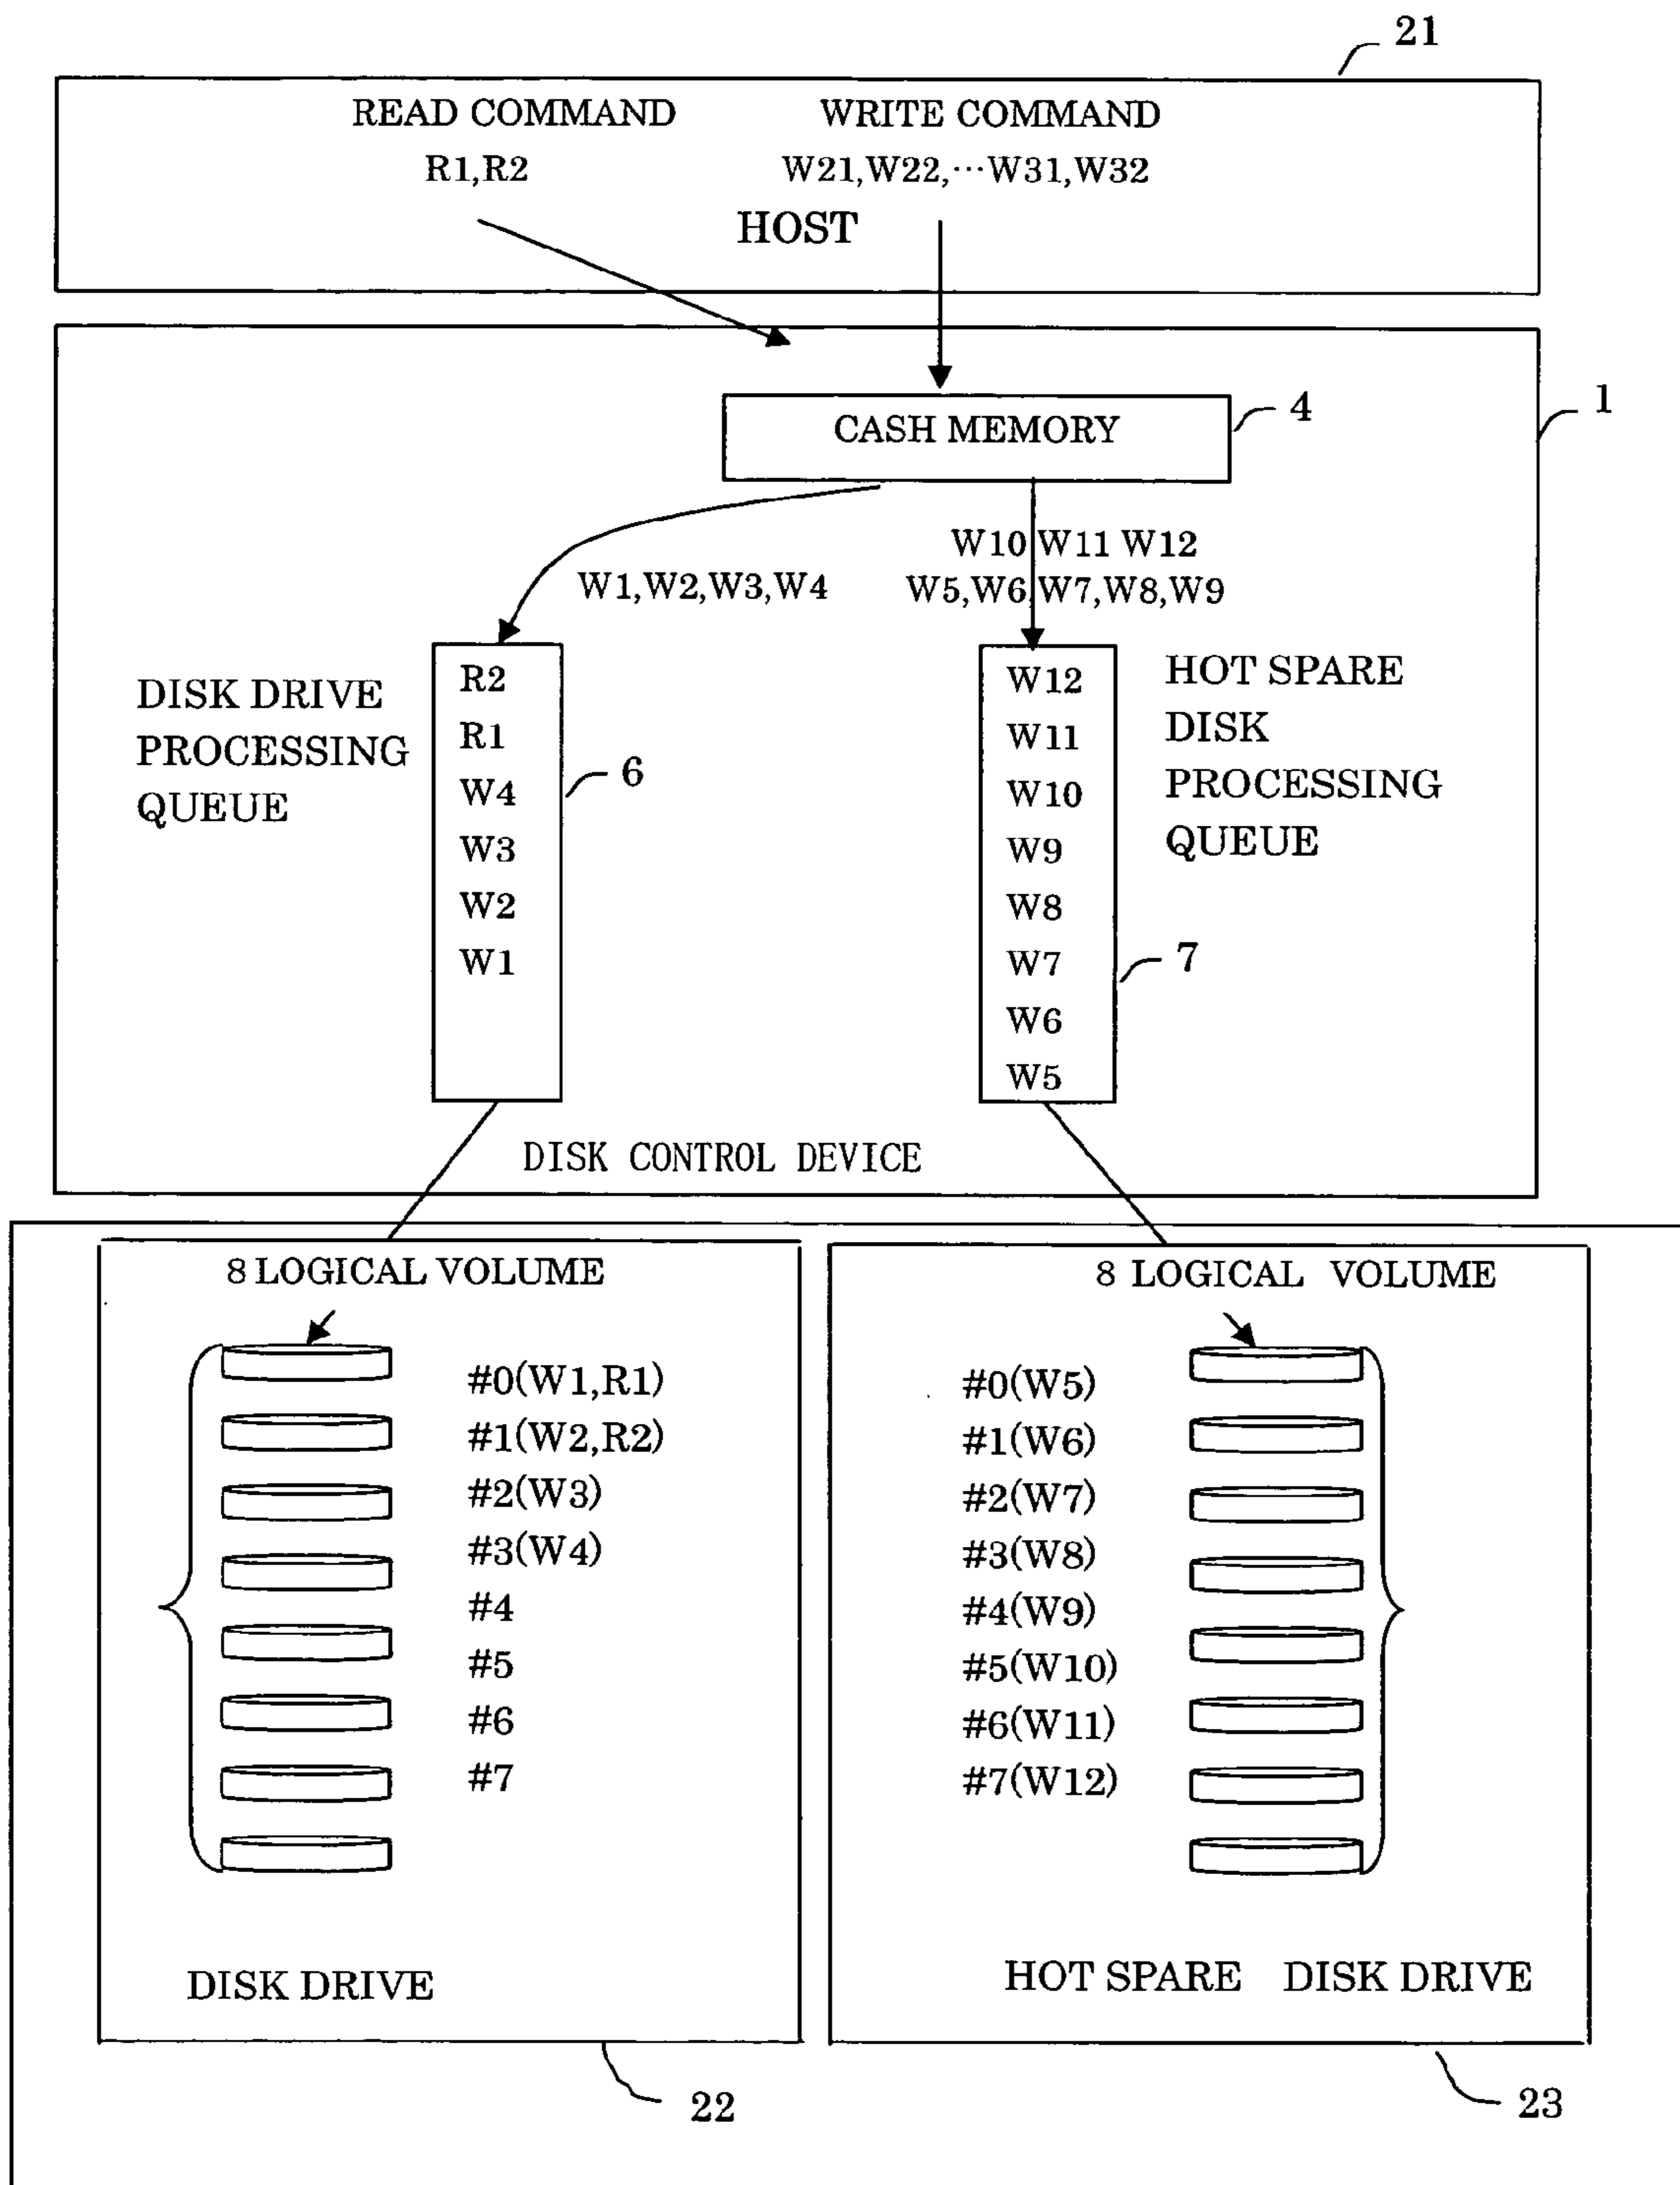 21
READ COMMAND WRITE COMMAND
R1,R2 W21,W22,···W31,W32
HOST
1
CASH MEMORY 4
W10 W11 W12
W1,W2,W3,W4 W5,W6 W7,W8,W9
DISK DRIVE
PROCESSING
QUEUE
R2
R1
W4
W3
W2
W1
6
W12
W11
W10
W9
W8
W7
W6
W5
7
HOT SPARE
DISK
PROCESSING
QUEUE
DISK CONTROL DEVICE
8 LOGICAL VOLUME
#0(W1,R1)
#1(W2,R2)
#2(W3)
#3(W4)
#4
#5
#6
#7
DISK DRIVE
22
8 LOGICAL VOLUME
#0(W5)
#1(W6)
#2(W7)
#3(W8)
#4(W9)
#5(W10)
#6(W11)
#7(W12)
HOT SPARE DISK DRIVE
23